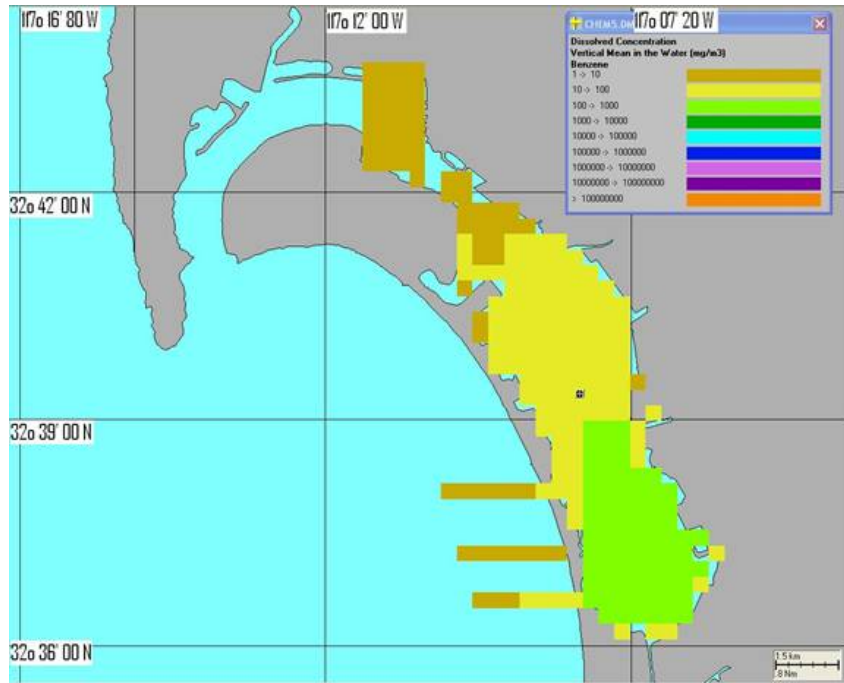 117o 16' 80 W
117o 12' 00 W
117o 07' 20 W
CHEM5.DM
Dissolved Concentration
Vertical Mean in the Water (mg/m3)
Benzene
1 -> 10
10 -> 100
100 -> 1000
1000 -> 10000
10000 -> 100000
100000 -> 1000000
1000000 -> 10000000
10000000 -> 100000000
> 100000000
32o 42' 00 N
32o 39' 00 N
32o 36' 00 N
1.5 km
.8 Nm